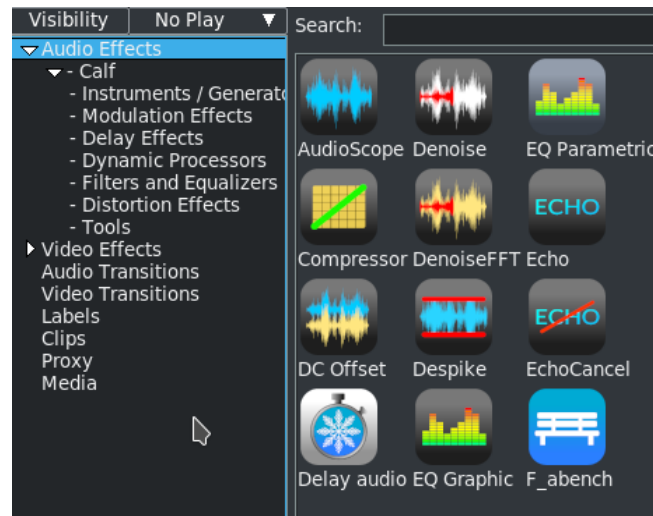 Visibility No Play
Search:
Audio Effects
- Calf
- Instruments / Generato
- Modulation Effects
- Delay Effects
- Dynamic Processors
- Filters and Equalizers
- Distortion Effects
- Tools
Video Effects
Audio Transitions
Video Transitions
Labels
Clips
Proxy
Media
AudioScope Denoise EQ Parametric
ECHO
Compressor DenoiseFFT Echo
ECHO
DC Offset Despike EchoCancel
Delay audio EQ Graphic F_abench